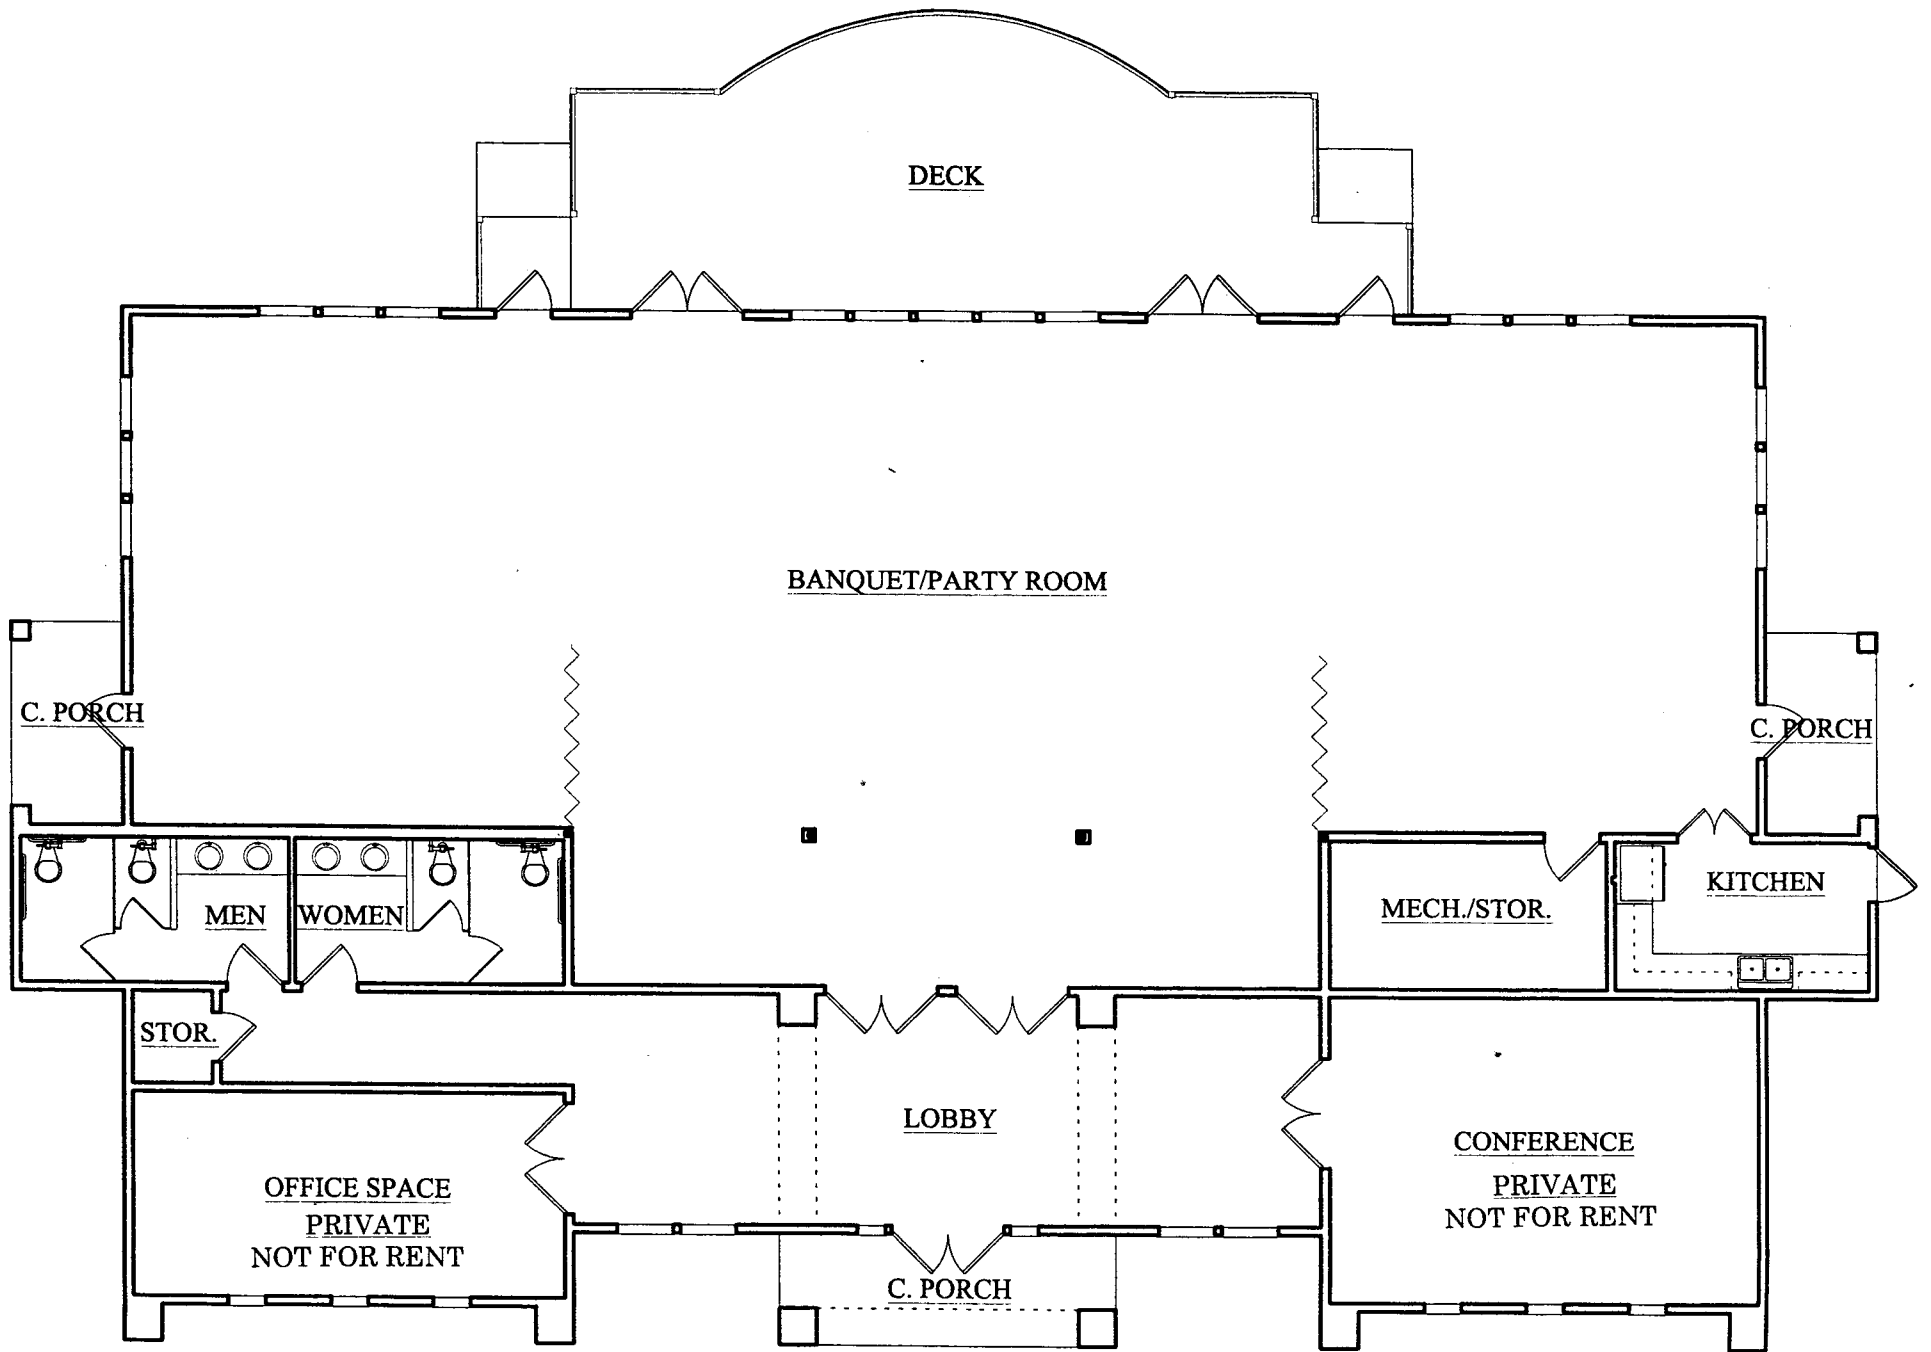 DECK
BANQUET/PARTY ROOM
C. PORCH
C. PORCH
MEN
WOMEN
MECH./STOR.
KITCHEN
STOR.
LOBBY
CONFERENCE
PRIVATE
NOT FOR RENT
OFFICE SPACE
PRIVATE
NOT FOR RENT
C. PORCH